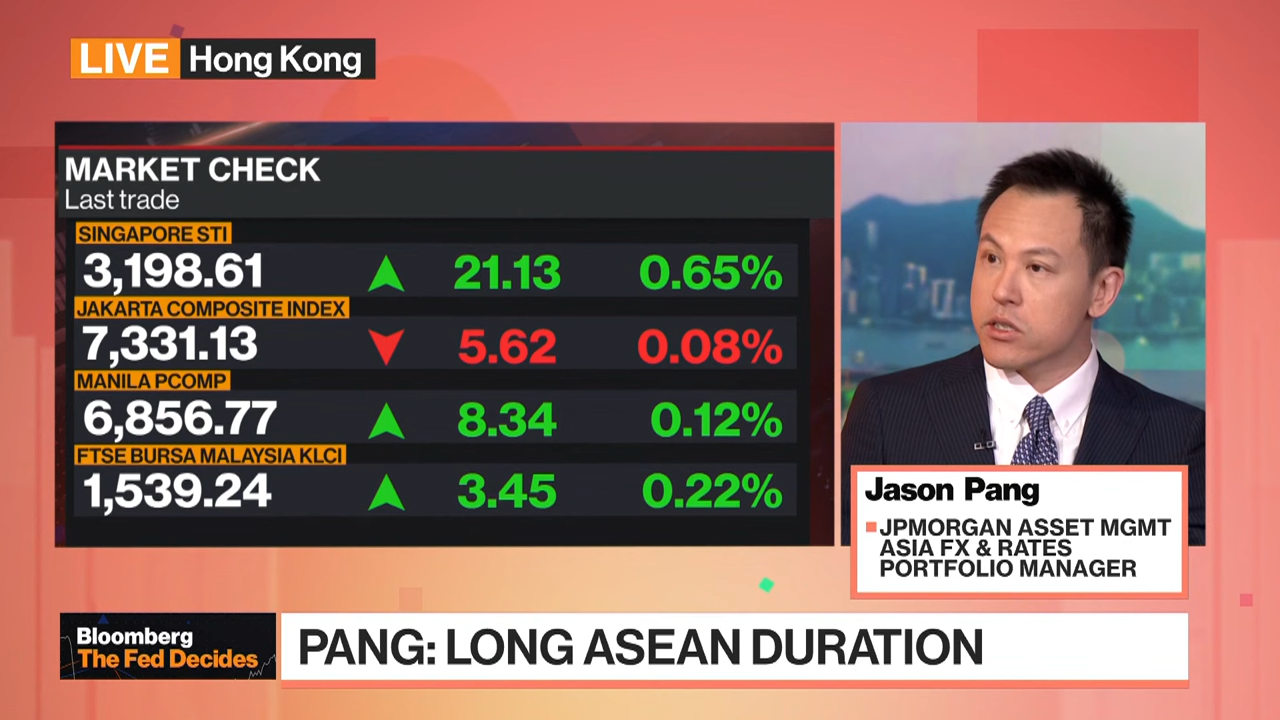 LIVE Hong Kong
MARKET CHECK
Last trade
SINGAPORE STI
3,198.61 21.13 0.65%
JAKARTA COMPOSITE INDEX
7,331.13 5.62 0.08%
MANILA PCOMP
6,856.77 8.34 0.12%
FTSE BURSA MALAYSIA KLCI
1,539.24 3.45 0.22%
Jason Pang
JPMORGAN ASSET MGMT
ASIA FX & RATES
PORTFOLIO MANAGER
Bloomberg
The Fed Decides
PANG: LONG ASEAN DURATION